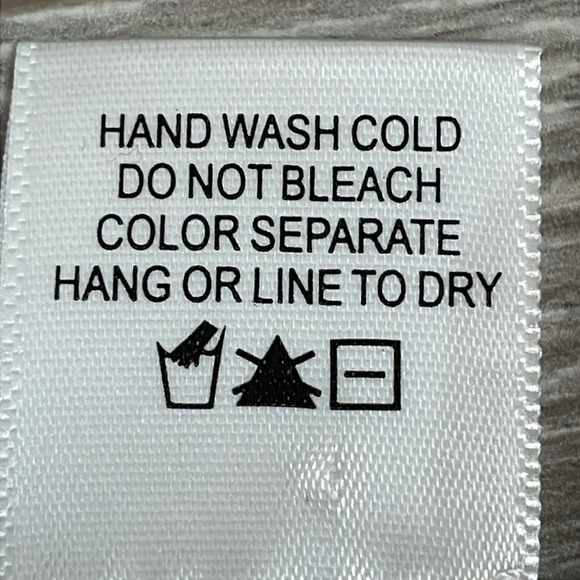 HAND WASH COLD
DO NOT BLEACH
COLOR SEPARATE
HANG OR LINE TO DRY